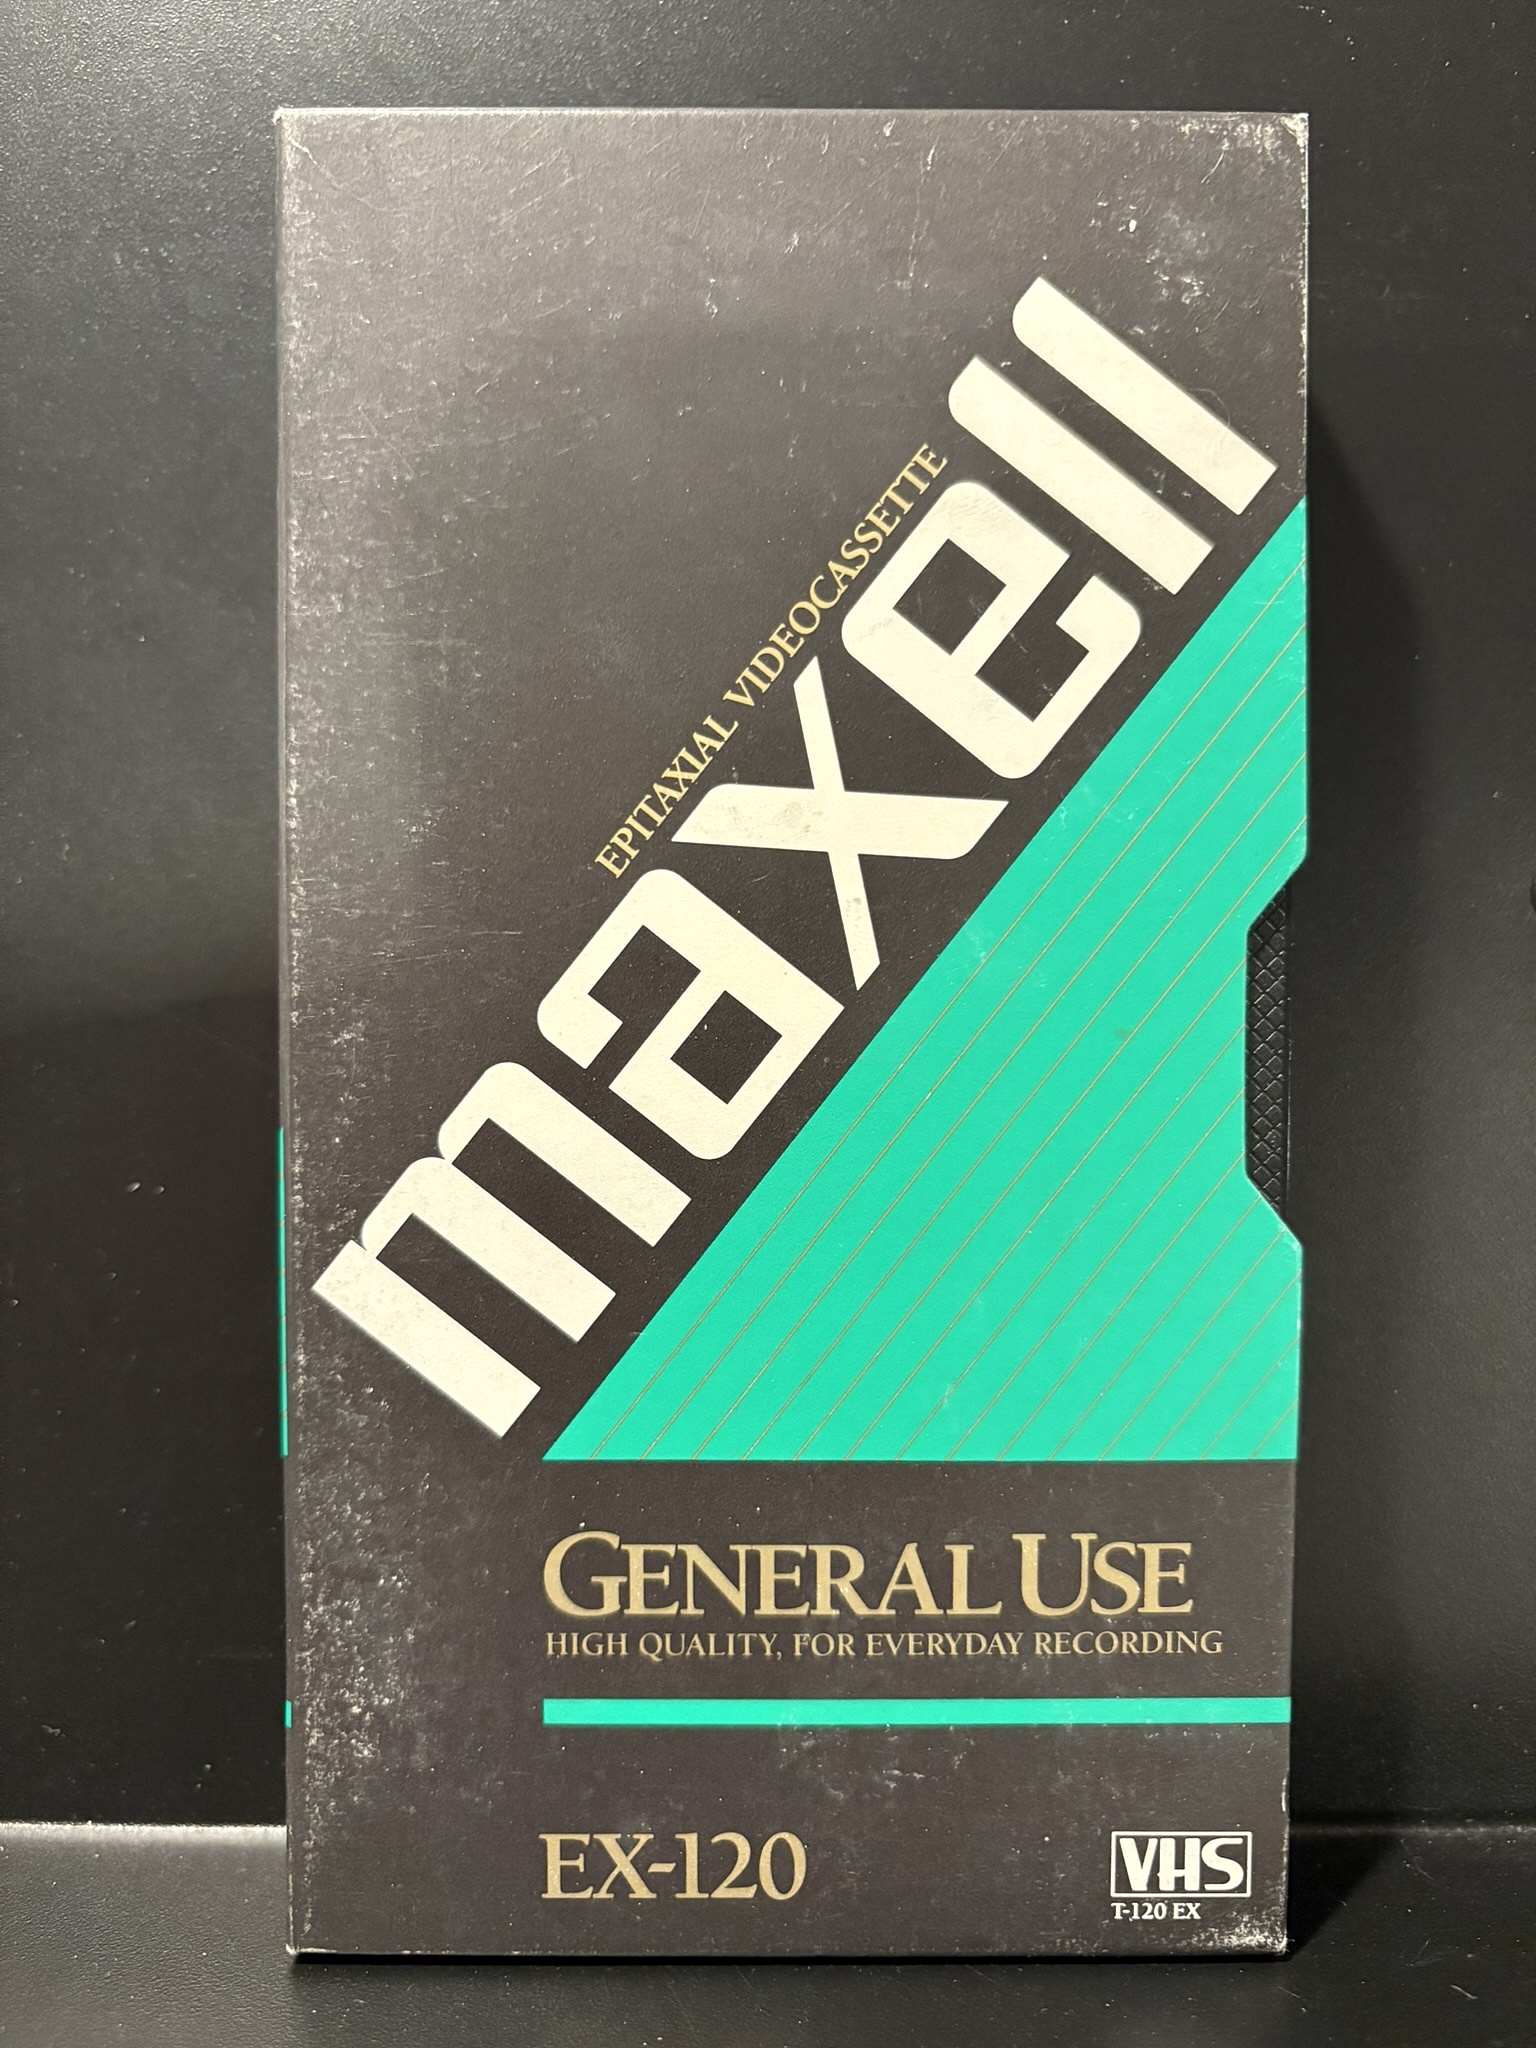 maxell
EPITAXIAL VIDEOCASSETTE
GENERAL USE
HIGH QUALITY, FOR EVERYDAY RECORDING
EX-120
VHS
T-120 EX